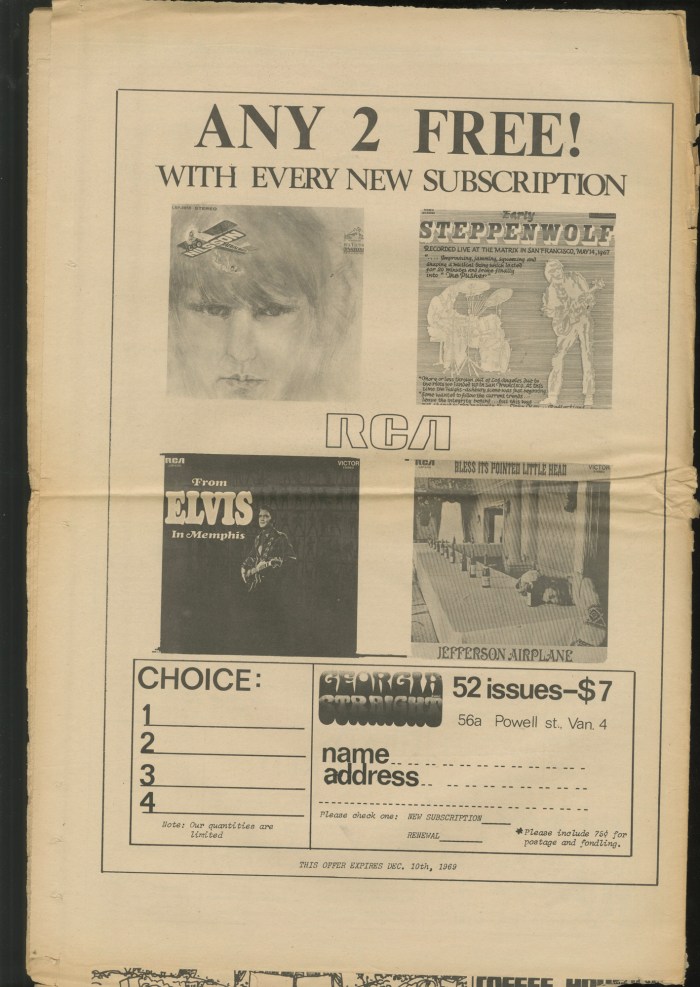 ANY 2 FREE!
WITH EVERY NEW SUBSCRIPTION
NILSSON
Early
STEPPENWOLF
RECORDED LIVE AT THE MATRIX IN SAN FRANCISCO, MAY 14, 1967
into "The Pusher"
RCA
RCA
VICTOR
From
ELVIS
In Memphis
RCA
BLESS ITS POINTED LITTLE HEAD
VICTOR
JEFFERSON AIRPLANE
CHOICE:
1
2
3
4
Note: Our quantities are
limited
GEORGIA
STRAIGHT
52 issues–$7
56a Powell st., Van. 4
name
address
Please check one: NEW SUBSCRIPTION
RENEWAL
*Please include 75¢ for
postage and fondling.
THIS OFFER EXPIRES DEC. 10th, 1969